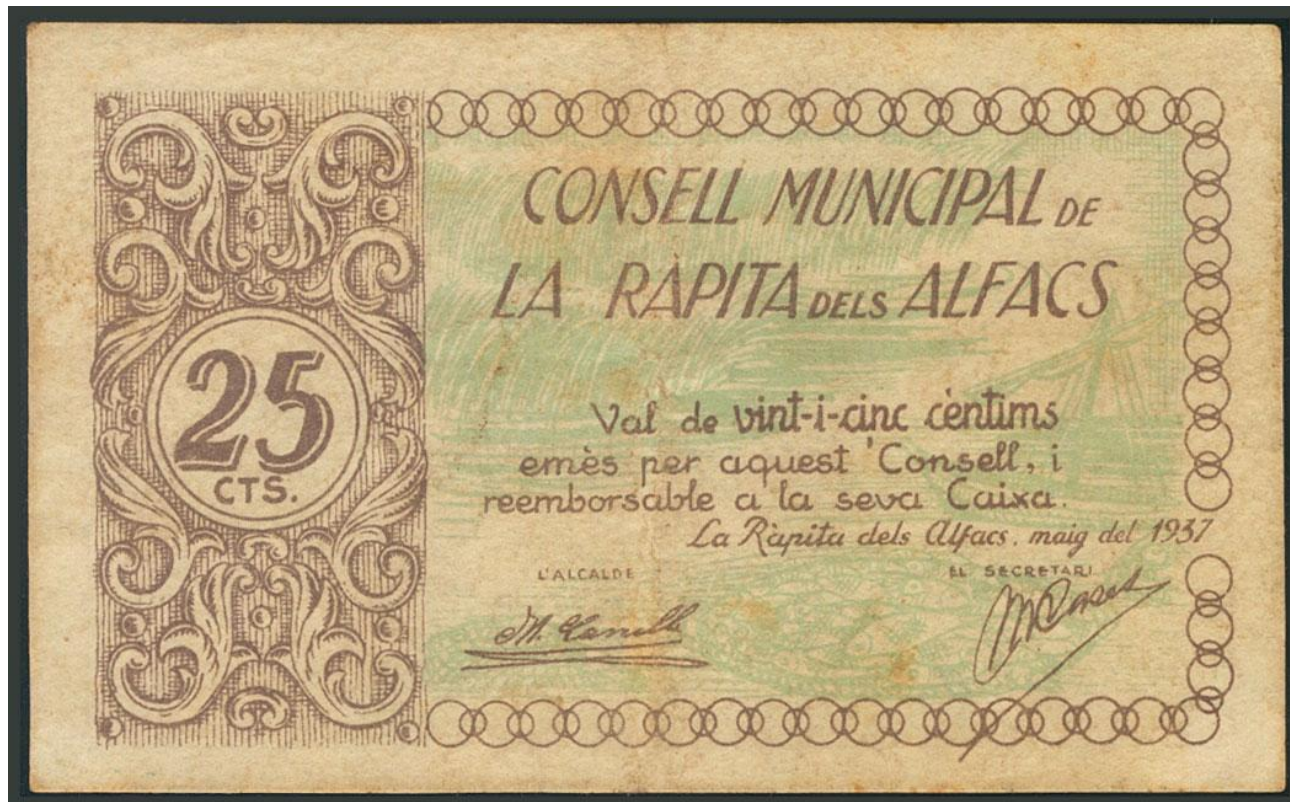 25
CTS.
CONSELL MUNICIPAL DE
LA RÀPITA DELS ALFACS
Val de vint-i-cinc cèntims
emès per aquest Consell, i
reemborsable a la seva Caixa.
La Ràpita dels Alfacs, maig del 1937
L'ALCALDE
EL SECRETARI